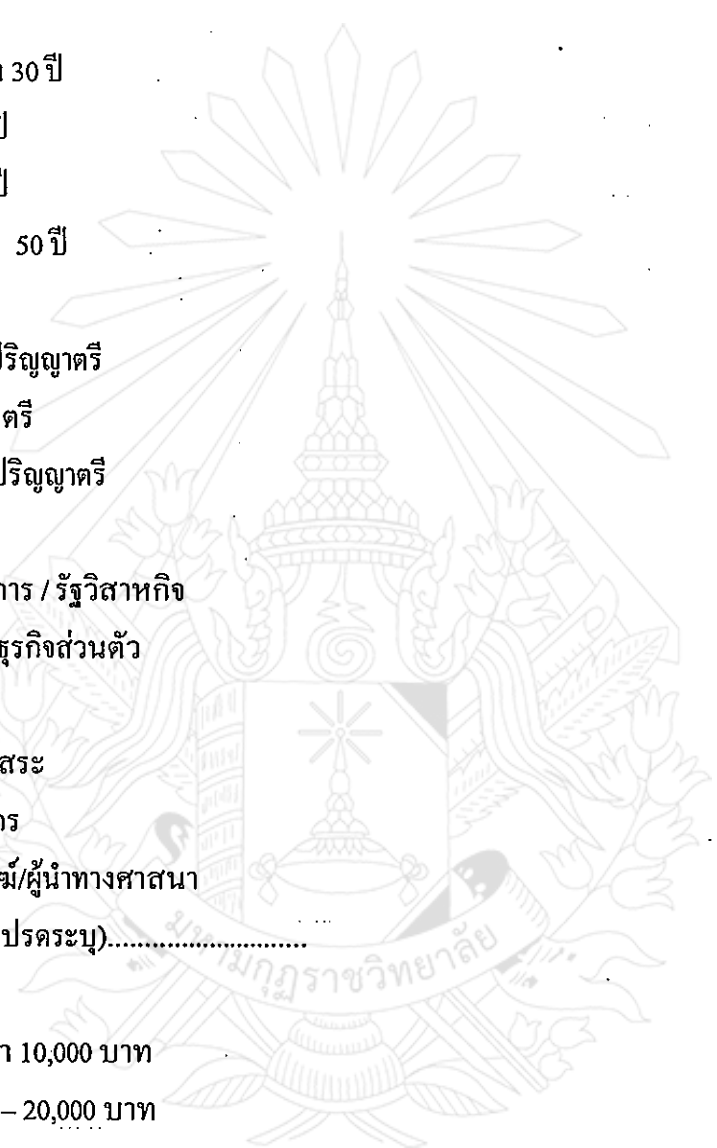 30 ปี
ปี
ปี
50 ปี
ปริญญาตรี
ตรี
ปริญญาตรี
การ / รัฐวิสาหกิจ
ธุรกิจส่วนตัว
สระ
กร
ฆ์/ผู้นำทางศาสนา
ปรดระบุ)...........................
มหามกุฏราชวิทยาลัย
า 10,000 บาท
– 20,000 บาท